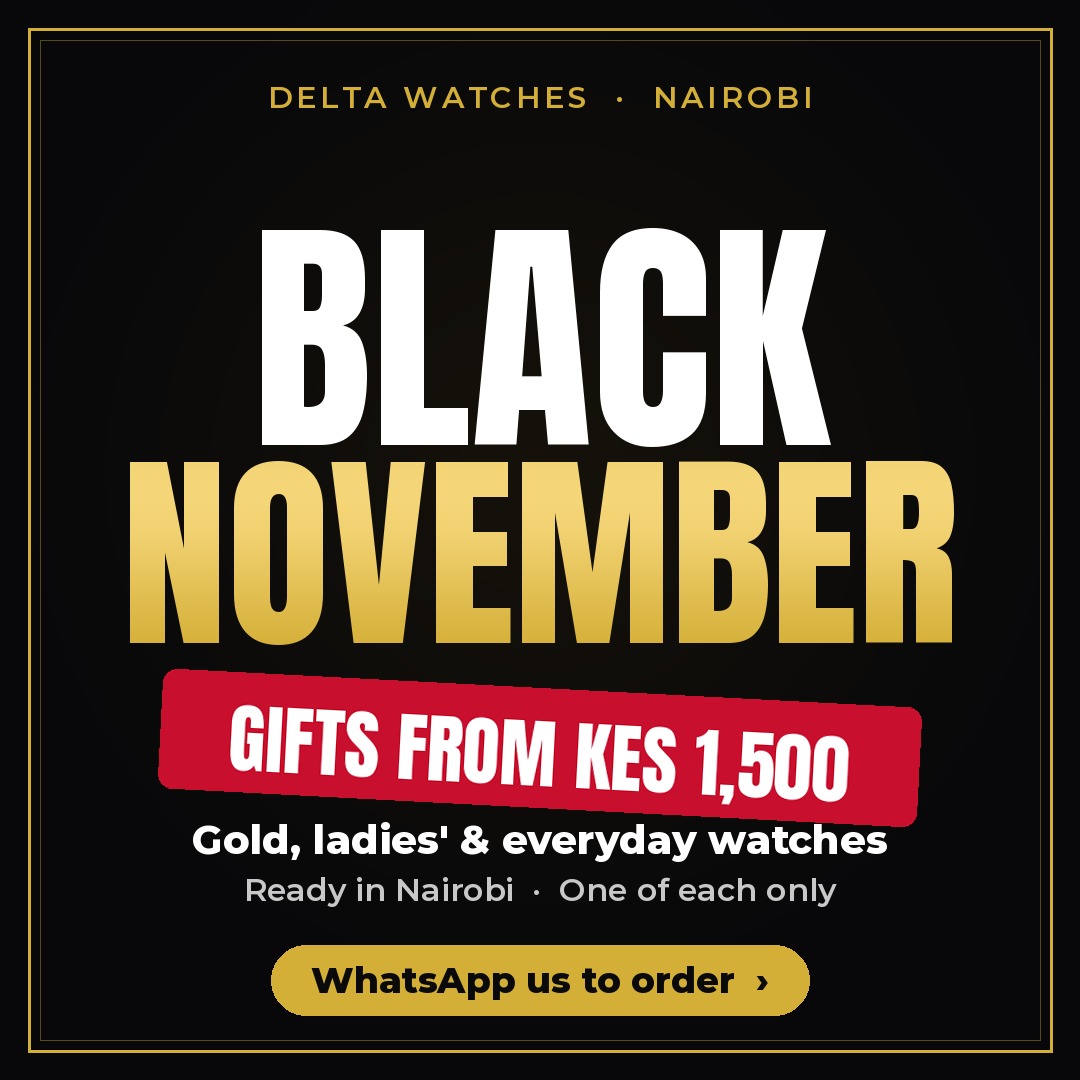 DELTA WATCHES · NAIROBI
BLACK
NOVEMBER
GIFTS FROM KES 1,500
Gold, ladies' & everyday watches
Ready in Nairobi · One of each only
WhatsApp us to order ›